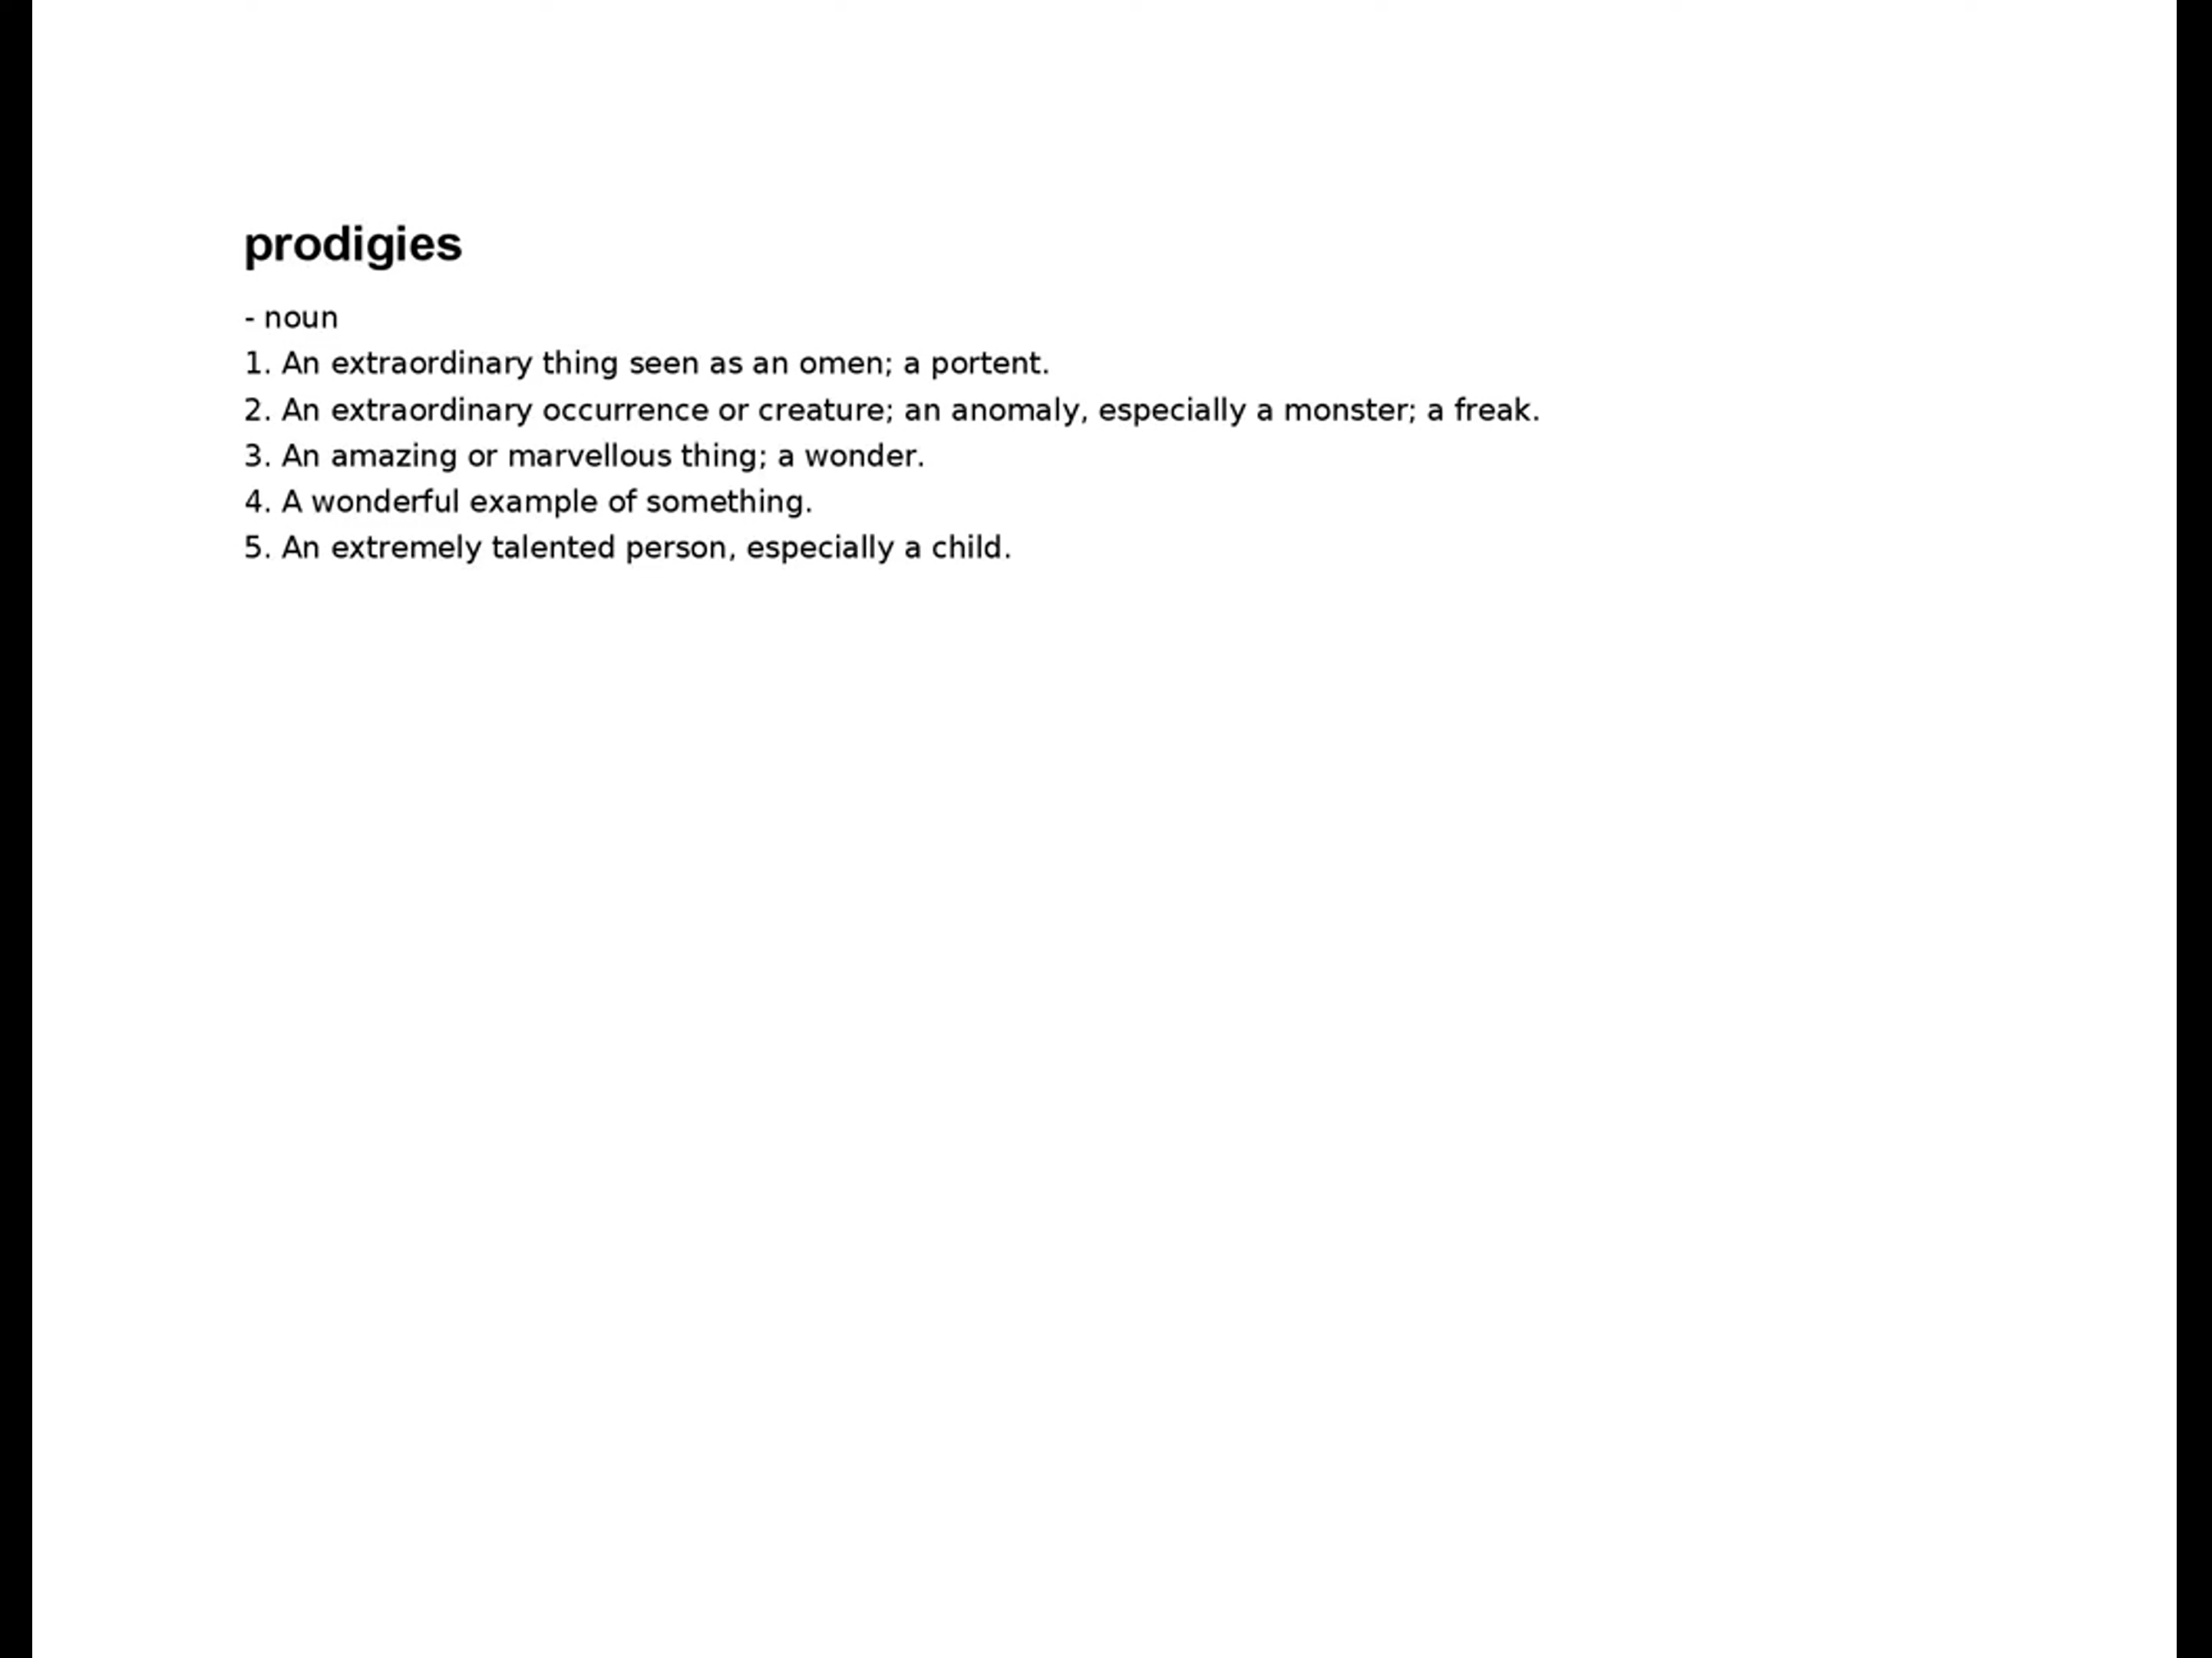 prodigies
- noun
1. An extraordinary thing seen as an omen; a portent.
2. An extraordinary occurrence or creature; an anomaly, especially a monster; a freak.
3. An amazing or marvellous thing; a wonder.
4. A wonderful example of something.
5. An extremely talented person, especially a child.